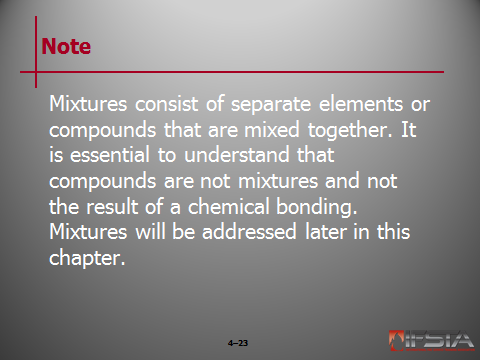 Note
Mixtures consist of separate elements or
compounds that are mixed together. It
is essential to understand that
compounds are not mixtures and not
the result of a chemical bonding.
Mixtures will be addressed later in this
chapter.
4–23
IFSTA